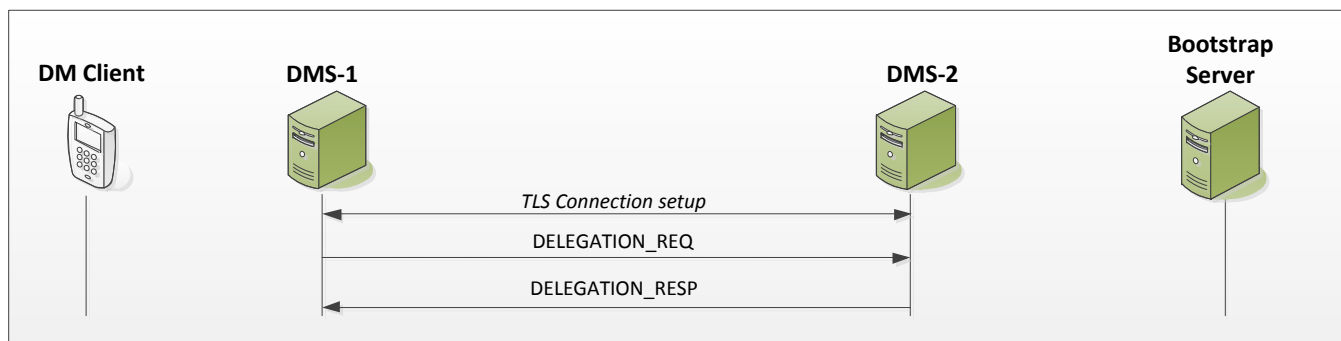 Bootstrap
Server
DM Client
DMS-1
DMS-2
TLS Connection setup
DELEGATION_REQ
DELEGATION_RESP